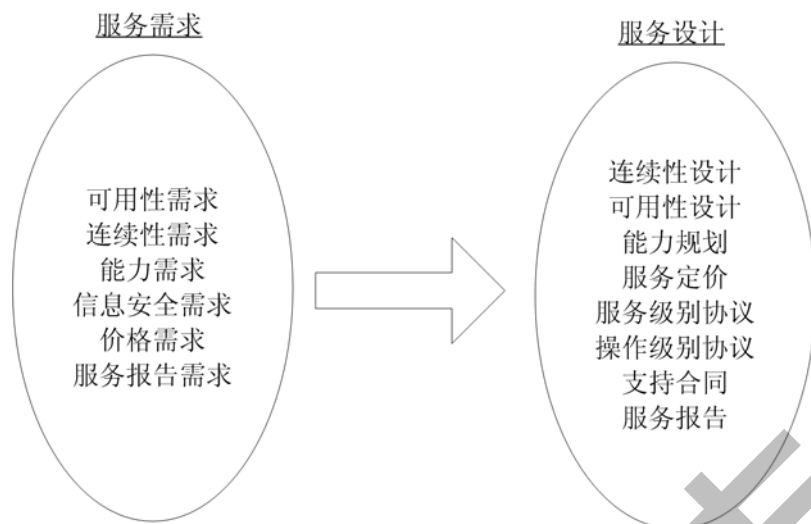 服务需求
可用性需求
连续性需求
能力需求
信息安全需求
价格需求
服务报告需求
服务设计
连续性设计
可用性设计
能力规划
服务定价
服务级别协议
操作级别协议
支持合同
服务报告